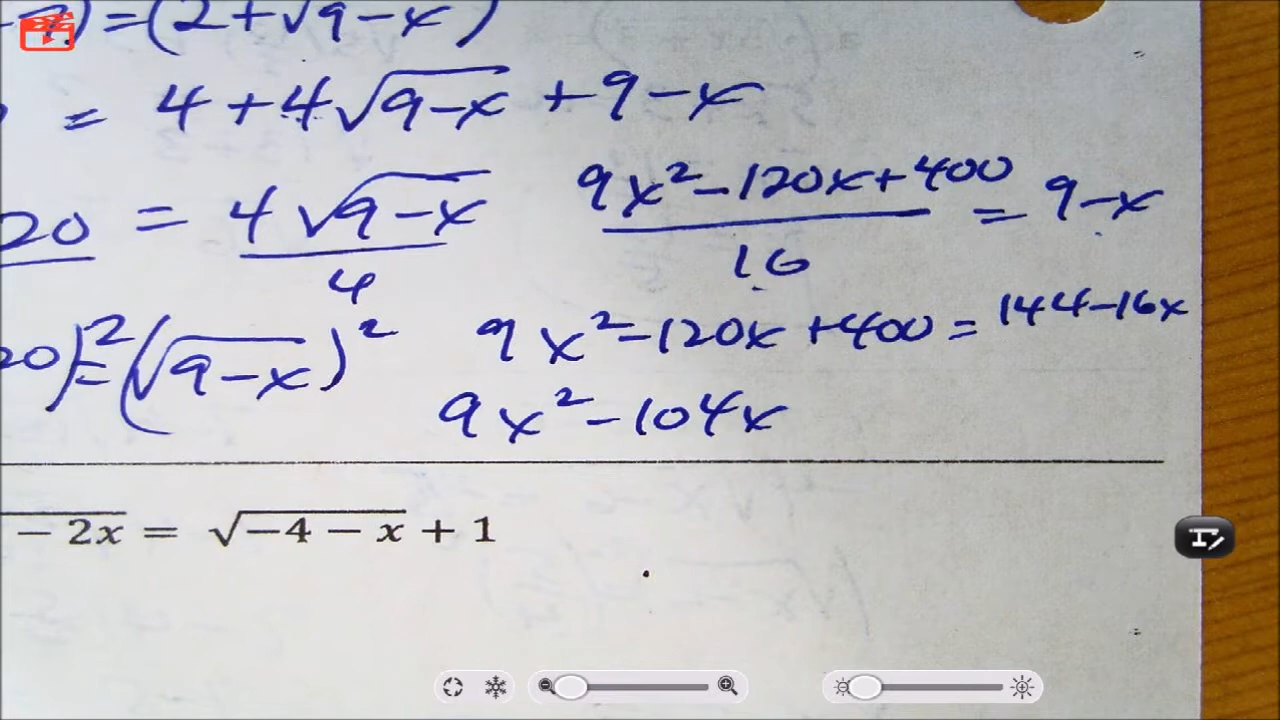 7) = (2 + √9 - x)
= 4 + 4√9 - x + 9 - x
20 = 4√9 - x
4
20)² = (√9 - x)²
9x² - 120x + 400 = 9 - x
16
9x² - 120x + 400 = 144 - 16x
9x² - 104x
- 2x = √-4 - x + 1